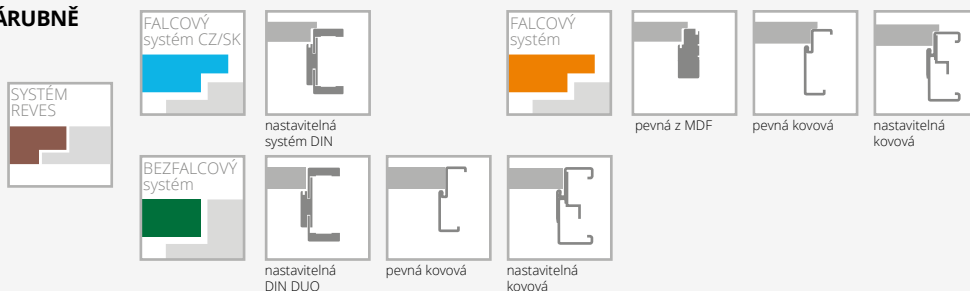 ÁRUBNĚ
SYSTÉM
REVES
FALCOVÝ
systém CZ/SK
nastavitelná
systém DIN
FALCOVÝ
systém
pevná z MDF
pevná kovová
nastavitelná
kovová
BEZFALCOVÝ
systém
nastavitelná
DIN DUO
pevná kovová
nastavitelná
kovová